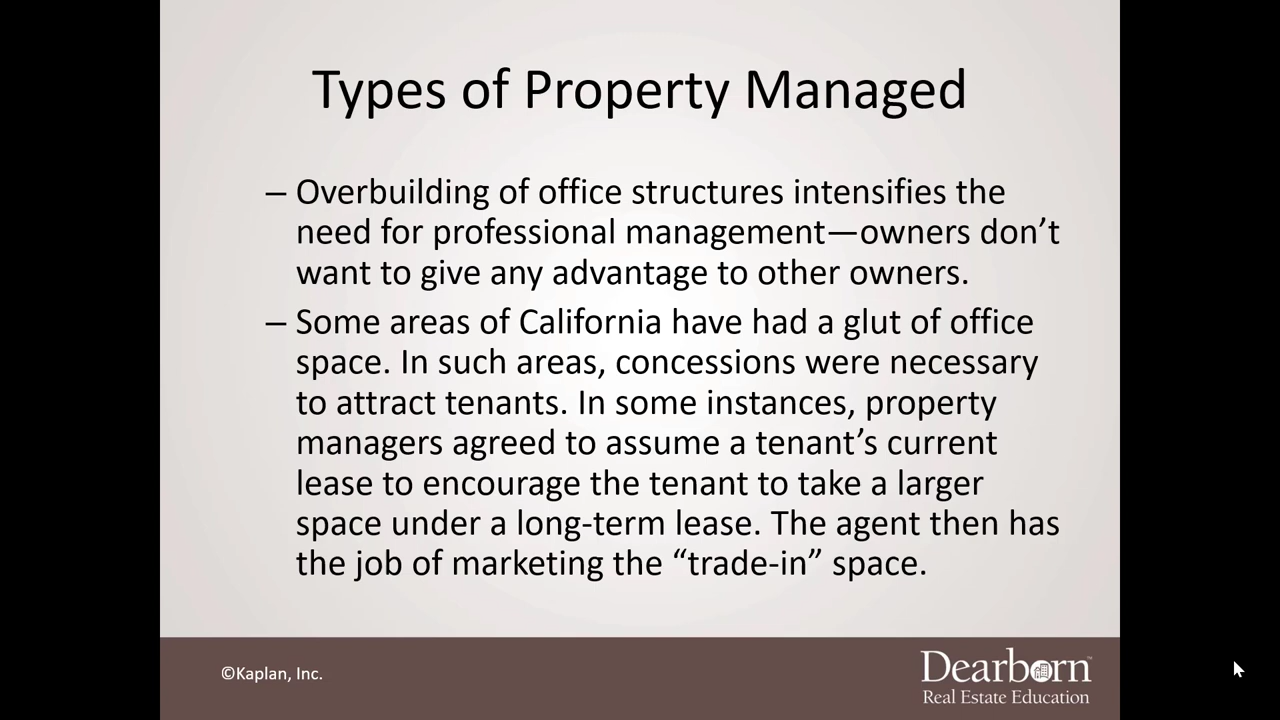 Types of Property Managed
– Overbuilding of office structures intensifies the
need for professional management—owners don’t
want to give any advantage to other owners.
– Some areas of California have had a glut of office
space. In such areas, concessions were necessary
to attract tenants. In some instances, property
managers agreed to assume a tenant’s current
lease to encourage the tenant to take a larger
space under a long-term lease. The agent then has
the job of marketing the “trade-in” space.
©Kaplan, Inc.
Dearborn™
Real Estate Education